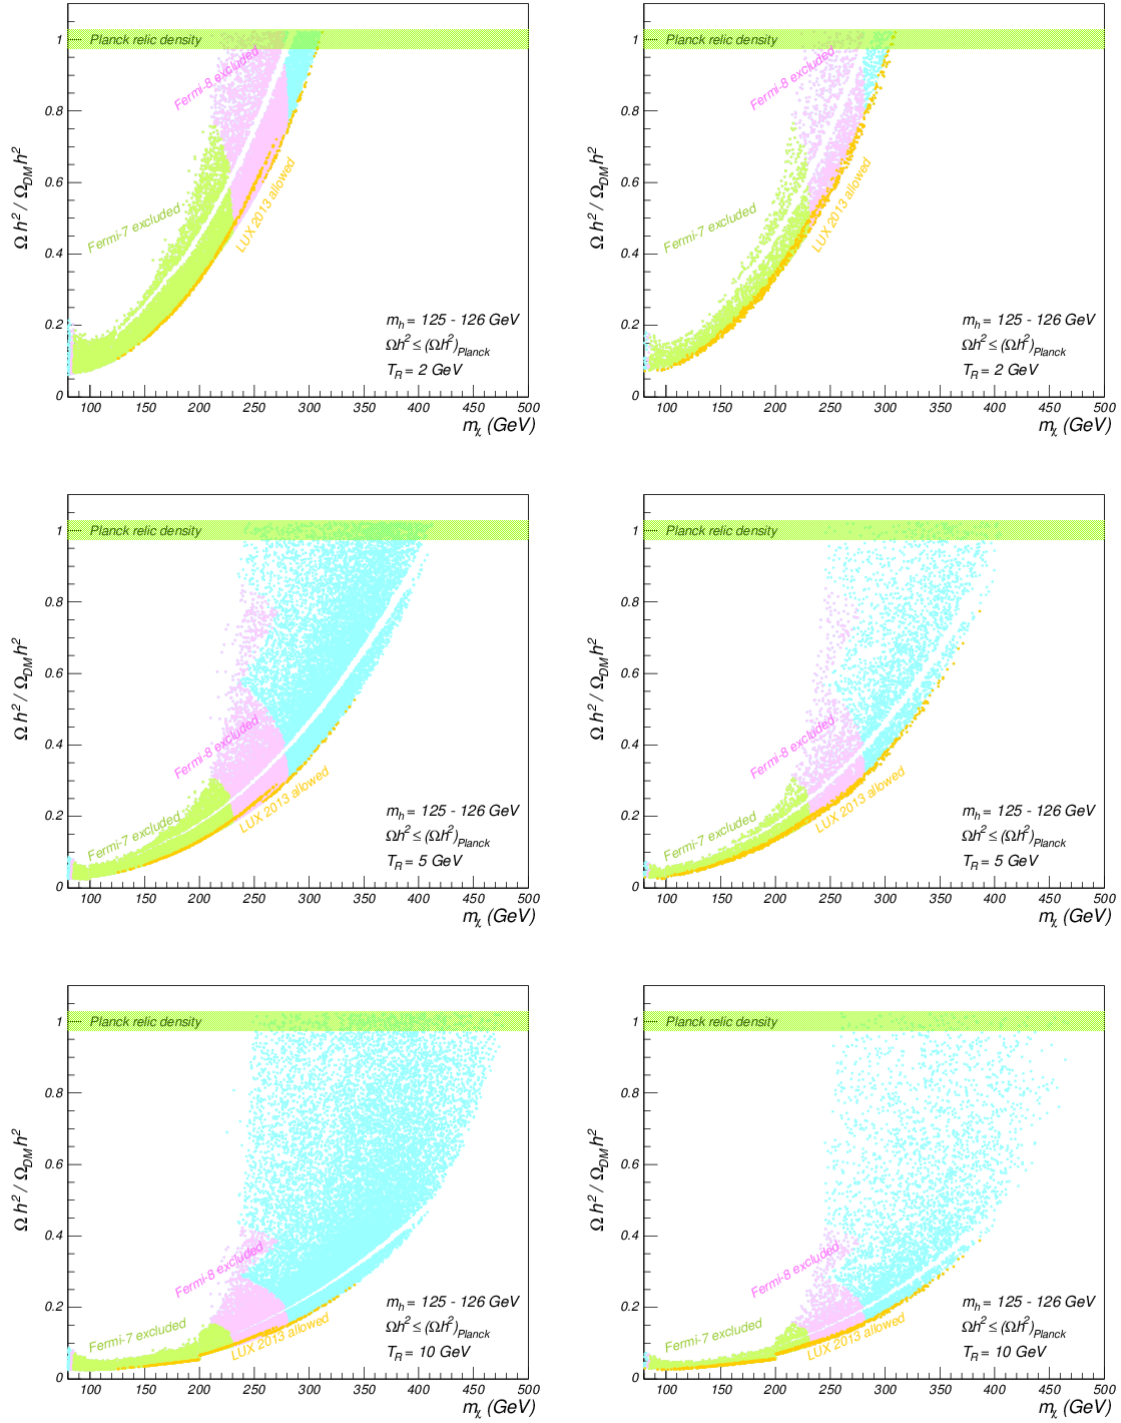 Planck relic density
Fermi-8 excluded
Fermi-7 excluded
LUX 2013 allowed
m_h = 125 - 126 GeV
Ωh² ≤ (Ωh²)_Planck
T_R = 2 GeV
Ω h² / Ω_DM h²
0 0.2 0.4 0.6 0.8 1
100 150 200 250 300 350 400 450 500
m_χ (GeV)
Planck relic density
Fermi-8 excluded
Fermi-7 excluded
LUX 2013 allowed
m_h = 125 - 126 GeV
Ωh² ≤ (Ωh²)_Planck
T_R = 2 GeV
Ω h² / Ω_DM h²
0 0.2 0.4 0.6 0.8 1
100 150 200 250 300 350 400 450 500
m_χ (GeV)
Planck relic density
Fermi-8 excluded
Fermi-7 excluded
LUX 2013 allowed
m_h = 125 - 126 GeV
Ωh² ≤ (Ωh²)_Planck
T_R = 5 GeV
Ω h² / Ω_DM h²
0 0.2 0.4 0.6 0.8 1
100 150 200 250 300 350 400 450 500
m_χ (GeV)
Planck relic density
Fermi-8 excluded
Fermi-7 excluded
LUX 2013 allowed
m_h = 125 - 126 GeV
Ωh² ≤ (Ωh²)_Planck
T_R = 5 GeV
Ω h² / Ω_DM h²
0 0.2 0.4 0.6 0.8 1
100 150 200 250 300 350 400 450 500
m_χ (GeV)
Planck relic density
Fermi-8 excluded
Fermi-7 excluded
LUX 2013 allowed
m_h = 125 - 126 GeV
Ωh² ≤ (Ωh²)_Planck
T_R = 10 GeV
Ω h² / Ω_DM h²
0 0.2 0.4 0.6 0.8 1
100 150 200 250 300 350 400 450 500
m_χ (GeV)
Planck relic density
Fermi-8 excluded
Fermi-7 excluded
LUX 2013 allowed
m_h = 125 - 126 GeV
Ωh² ≤ (Ωh²)_Planck
T_R = 10 GeV
Ω h² / Ω_DM h²
0 0.2 0.4 0.6 0.8 1
100 150 200 250 300 350 400 450 500
m_χ (GeV)